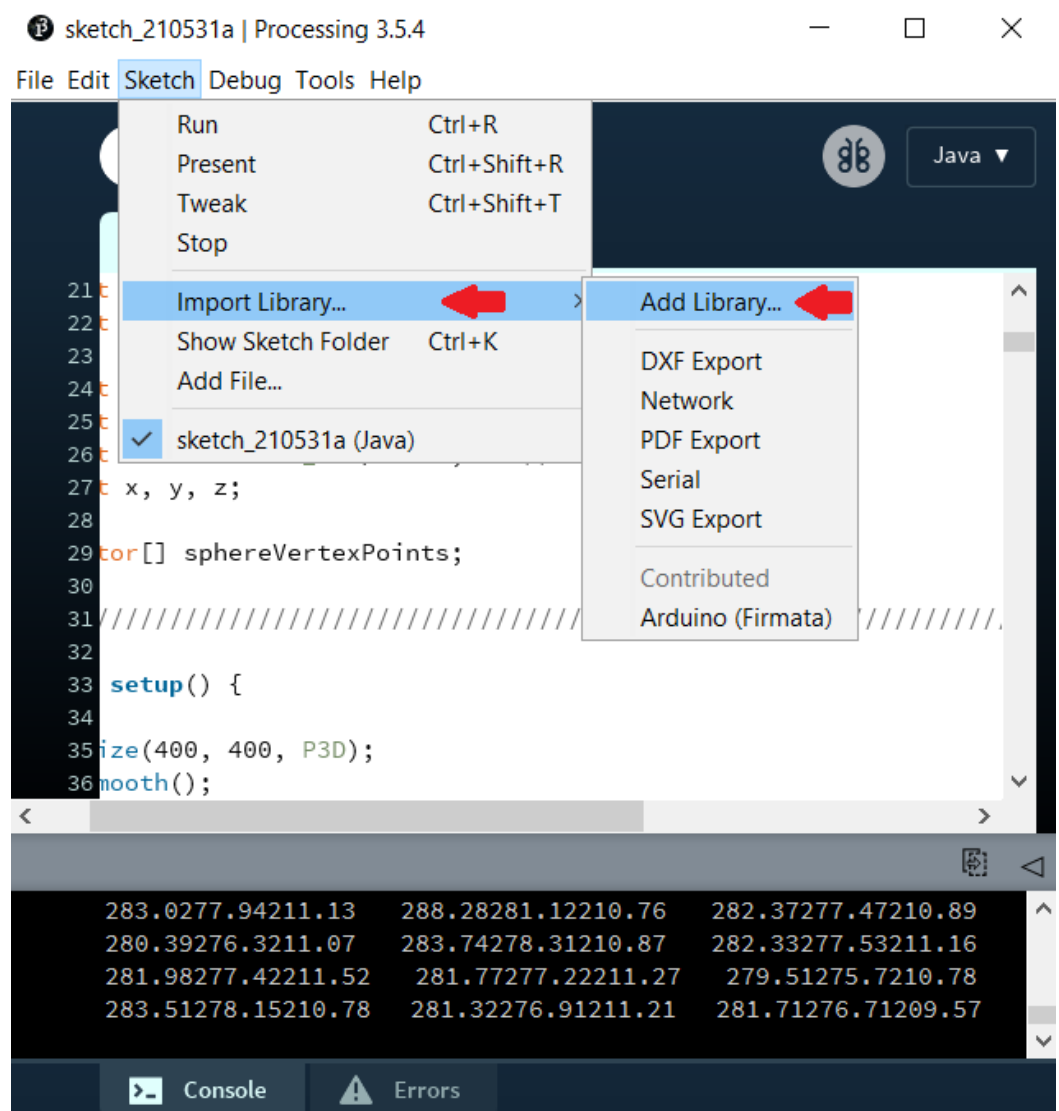 sketch_210531a | Processing 3.5.4
File Edit Sketch Debug Tools Help
Run Ctrl+R
Present Ctrl+Shift+R
Tweak Ctrl+Shift+T
Stop
Import Library...
Show Sketch Folder Ctrl+K
Add File...
sketch_210531a (Java)
Java ▼
Add Library...
DXF Export
Network
PDF Export
Serial
SVG Export
Contributed
Arduino (Firmata)
21 t
22 t
23
24 t
25 t
26 t
27 t x, y, z;
28
29 tor[] sphereVertexPoints;
30
31 /////////////////////////////////////////////////////////////
32
33 setup() {
34
35 ize(400, 400, P3D);
36 mooth();
283.0277.94211.13 288.28281.12210.76 282.37277.47210.89
280.39276.3211.07 283.74278.31210.87 282.33277.53211.16
281.98277.42211.52 281.77277.22211.27 279.51275.7210.78
283.51278.15210.78 281.32276.91211.21 281.71276.71209.57
Console Errors